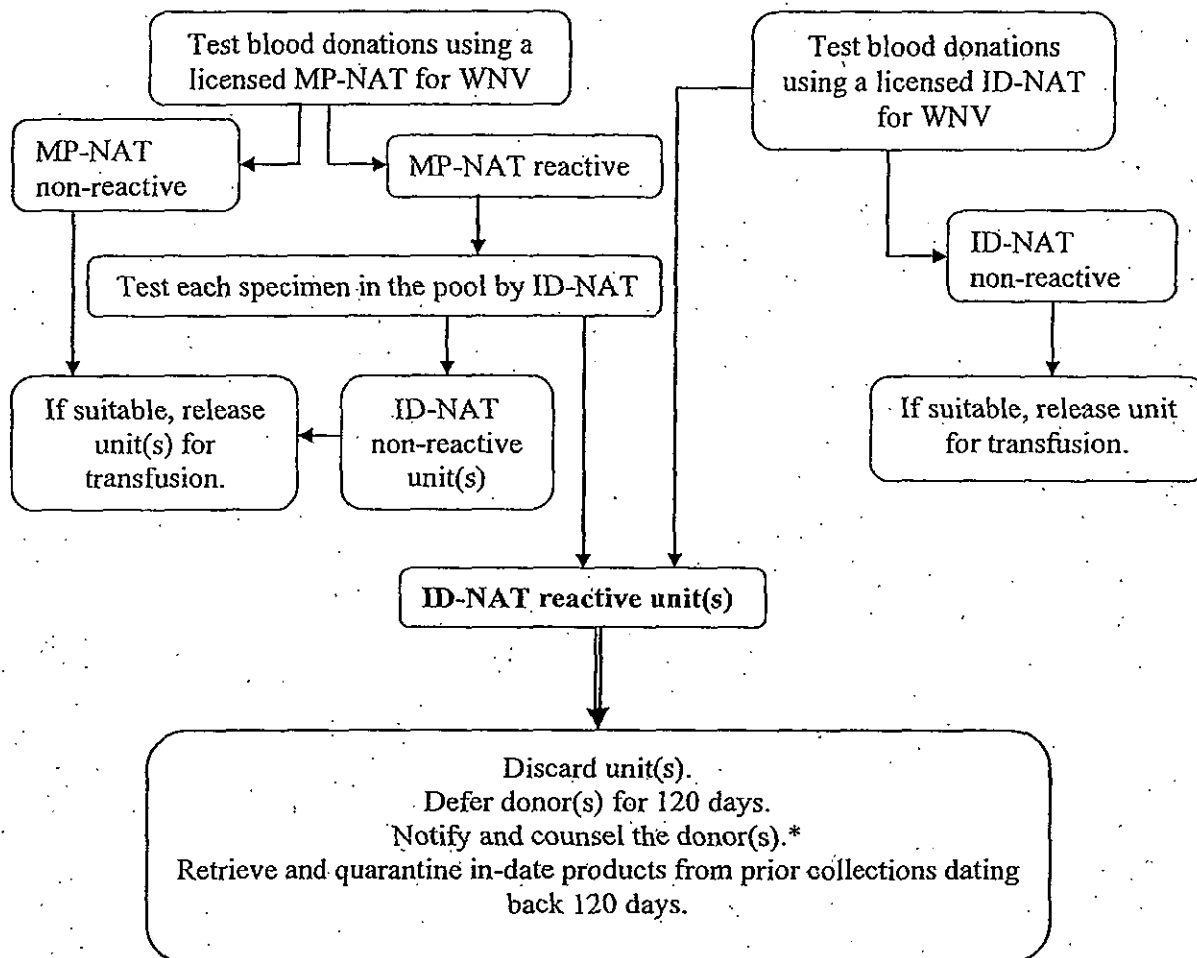 Test blood donations using a
licensed MP-NAT for WNV
Test blood donations
using a licensed ID-NAT
for WNV
MP-NAT
non-reactive
MP-NAT reactive
ID-NAT
non-reactive
Test each specimen in the pool by ID-NAT
If suitable, release
unit(s) for
transfusion.
ID-NAT
non-reactive
unit(s)
If suitable, release unit
for transfusion.
ID-NAT reactive unit(s)
Discard unit(s).
Defer donor(s) for 120 days.
Notify and counsel the donor(s).*
Retrieve and quarantine in-date products from prior collections dating
back 120 days.